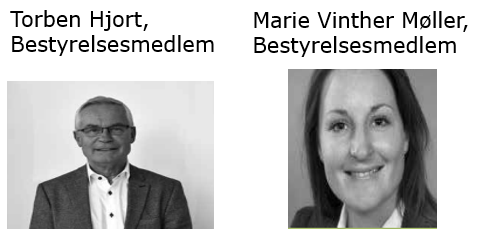 Torben Hjort,
Bestyrelsesmedlem
Marie Vinther Møller,
Bestyrelsesmedlem